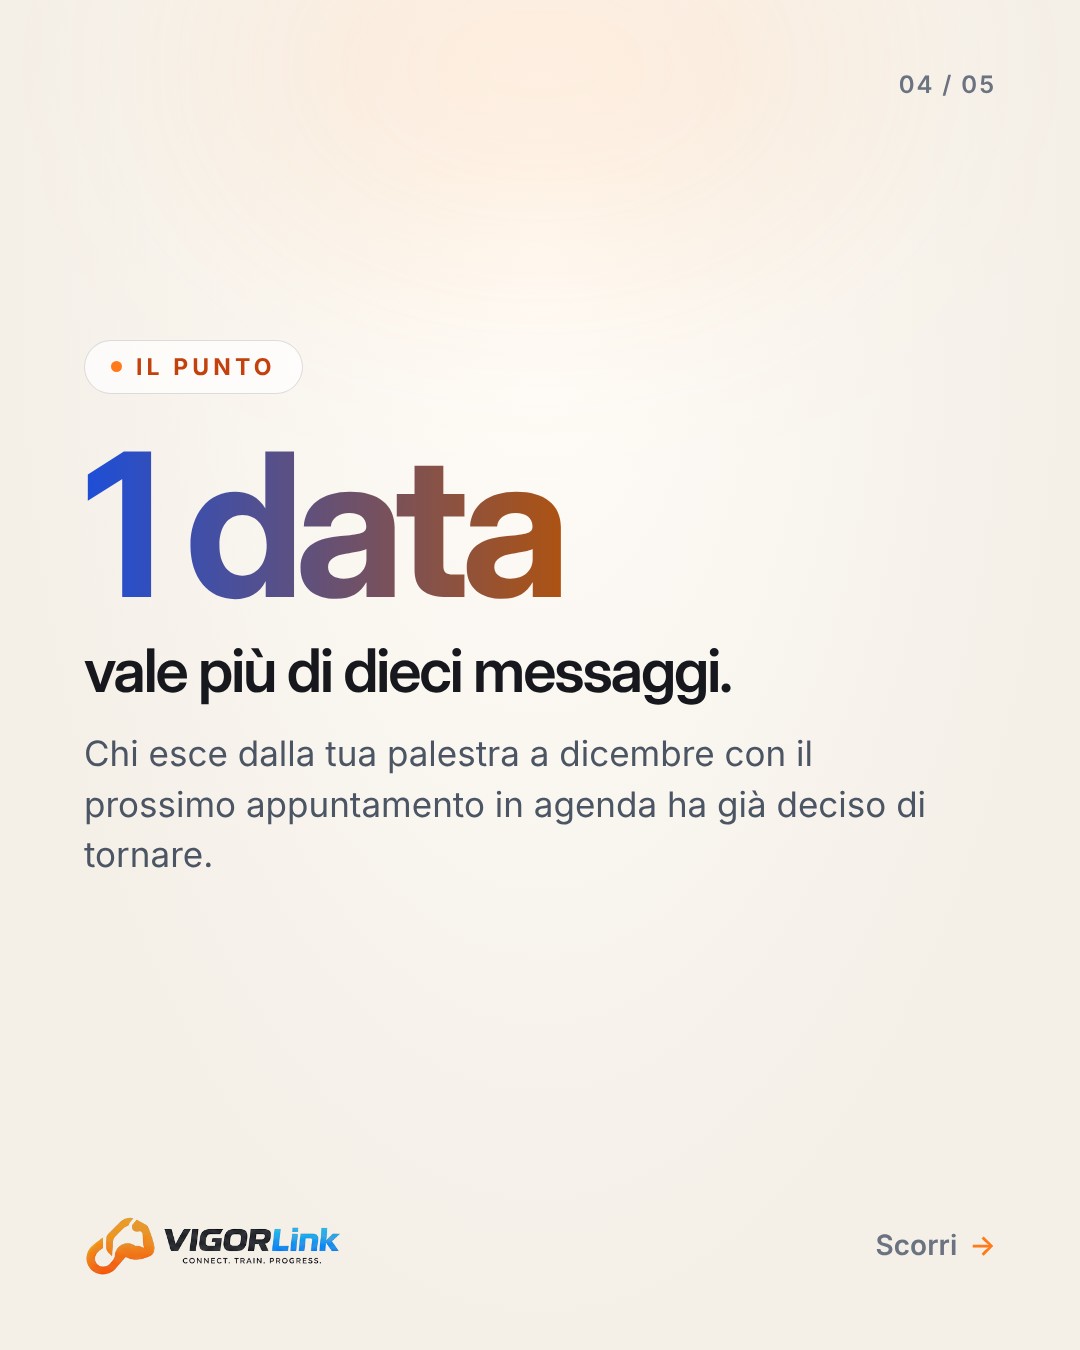 04 / 05
IL PUNTO
1 data
vale più di dieci messaggi.
Chi esce dalla tua palestra a dicembre con il
prossimo appuntamento in agenda ha già deciso di
tornare.
VIGORLink
CONNECT. TRAIN. PROGRESS.
Scorri →